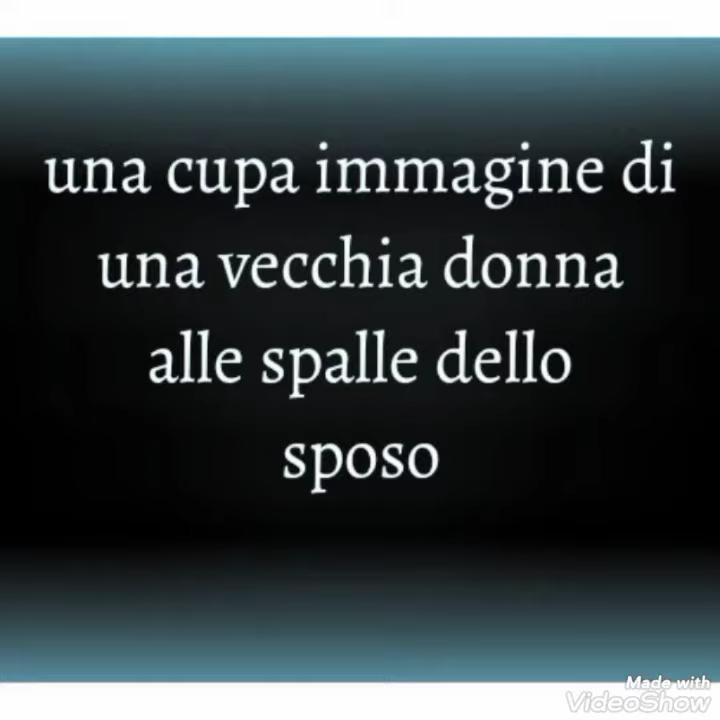 una cupa immagine di
una vecchia donna
alle spalle dello
sposo
Made with
VideoShow